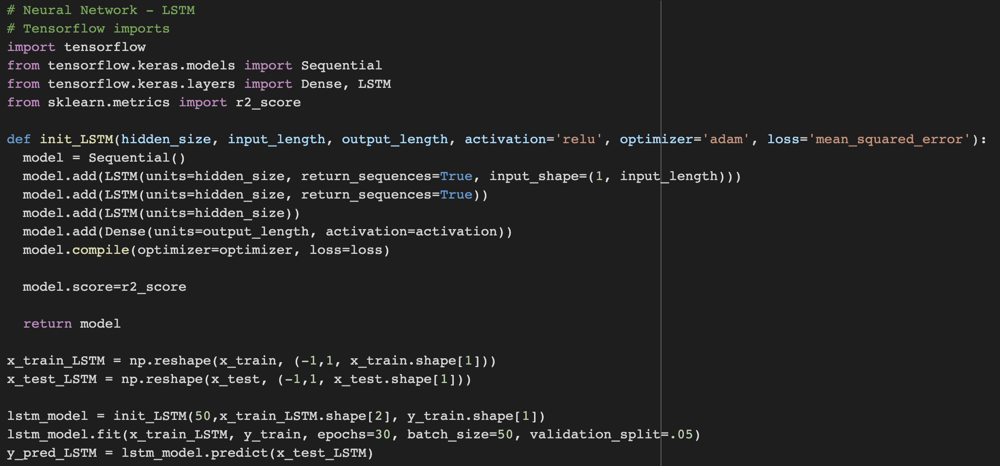 # Neural Network - LSTM
# Tensorflow imports
import tensorflow
from tensorflow.keras.models import Sequential
from tensorflow.keras.layers import Dense, LSTM
from sklearn.metrics import r2_score

def init_LSTM(hidden_size, input_length, output_length, activation='relu', optimizer='adam', loss='mean_squared_error'):
  model = Sequential()
  model.add(LSTM(units=hidden_size, return_sequences=True, input_shape=(1, input_length)))
  model.add(LSTM(units=hidden_size, return_sequences=True))
  model.add(LSTM(units=hidden_size))
  model.add(Dense(units=output_length, activation=activation))
  model.compile(optimizer=optimizer, loss=loss)

  model.score=r2_score

  return model

x_train_LSTM = np.reshape(x_train, (-1,1, x_train.shape[1]))
x_test_LSTM = np.reshape(x_test, (-1,1, x_test.shape[1]))

lstm_model = init_LSTM(50,x_train_LSTM.shape[2], y_train.shape[1])
lstm_model.fit(x_train_LSTM, y_train, epochs=30, batch_size=50, validation_split=.05)
y_pred_LSTM = lstm_model.predict(x_test_LSTM)